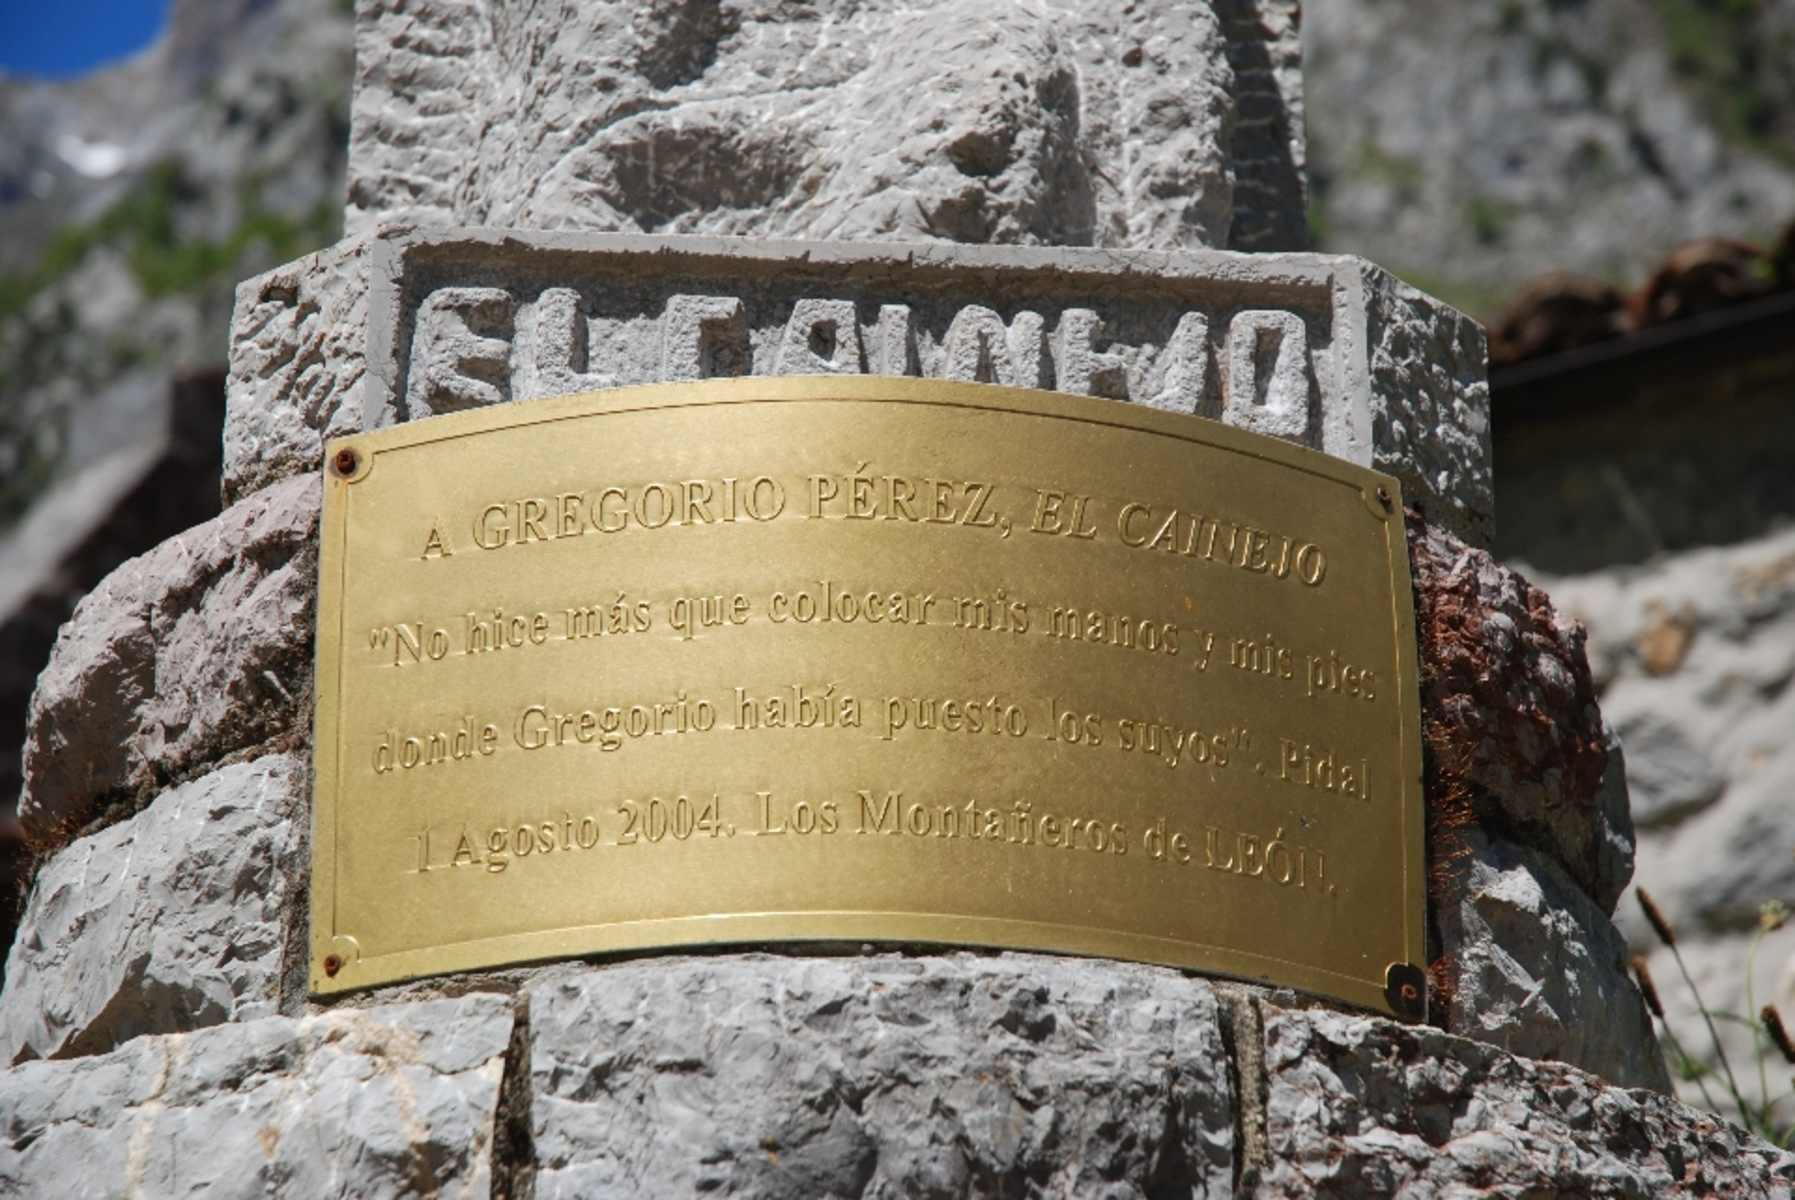 EL CAINEJO
A GREGORIO PÉREZ, EL CAINEJO
"No hice más que colocar mis manos y mis pies
donde Gregorio había puesto los suyos". Pidal
1 Agosto 2004. Los Montañeros de LEÓN.